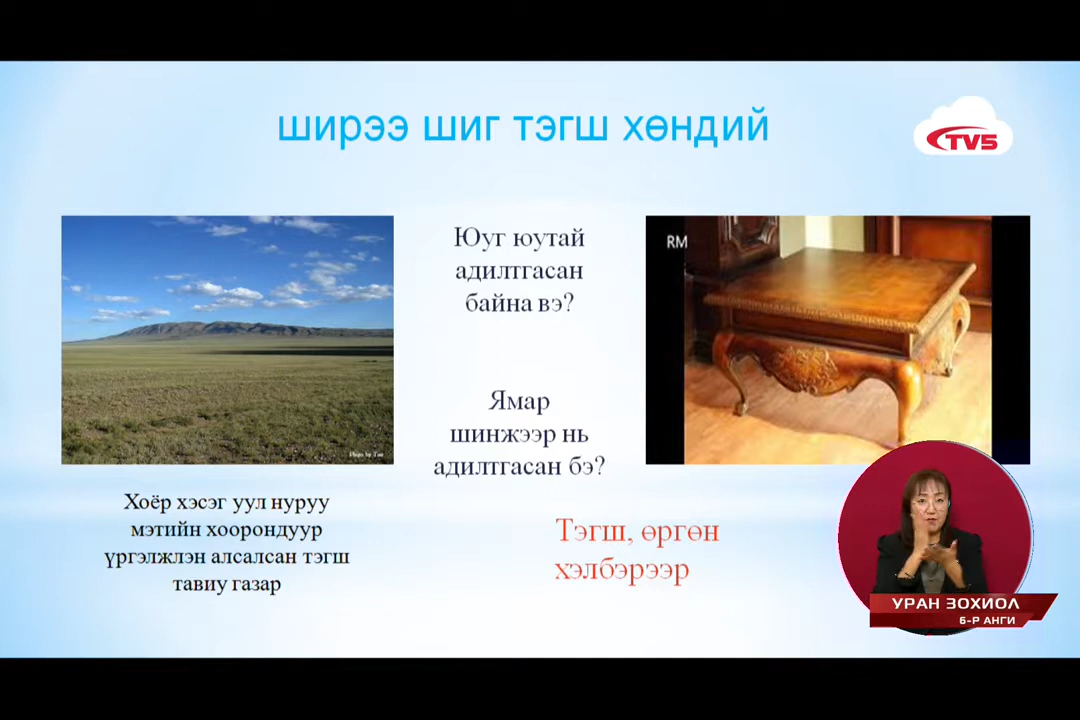 ширээ шиг тэгш хөндий
TV5
Юуг юутай
адилтгасан
байна вэ?
RM
Ямар
шинжээр нь
адилтгасан бэ?
Хоёр хэсэг уул нуруу
мэтийн хоорондуур
үргэлжлэн алсалсан тэгш
тавиу газар
Тэгш, өргөн
хэлбэрээр
УРАН ЗОХИОЛ
6-Р АНГИ